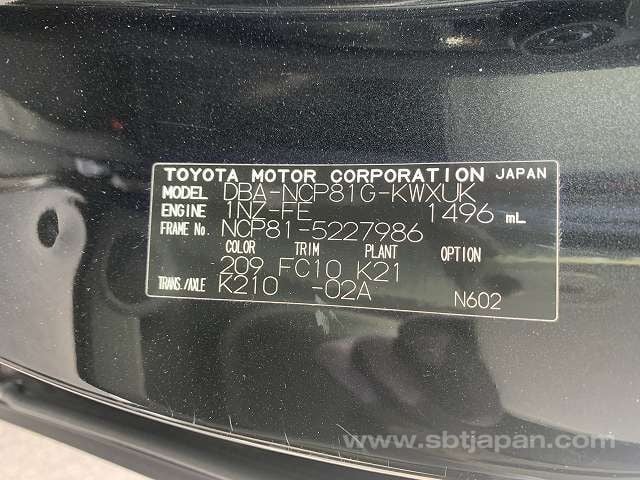 TOYOTA MOTOR CORPORATION JAPAN
MODEL DBA-NCP81G-KWXUK
ENGINE 1NZ-FE 1496 mL
FRAME No. NCP81-5227986
COLOR TRIM PLANT OPTION
209 FC10 K21
TRANS./AXLE K210 -02A N602
www.sbtjapan.com